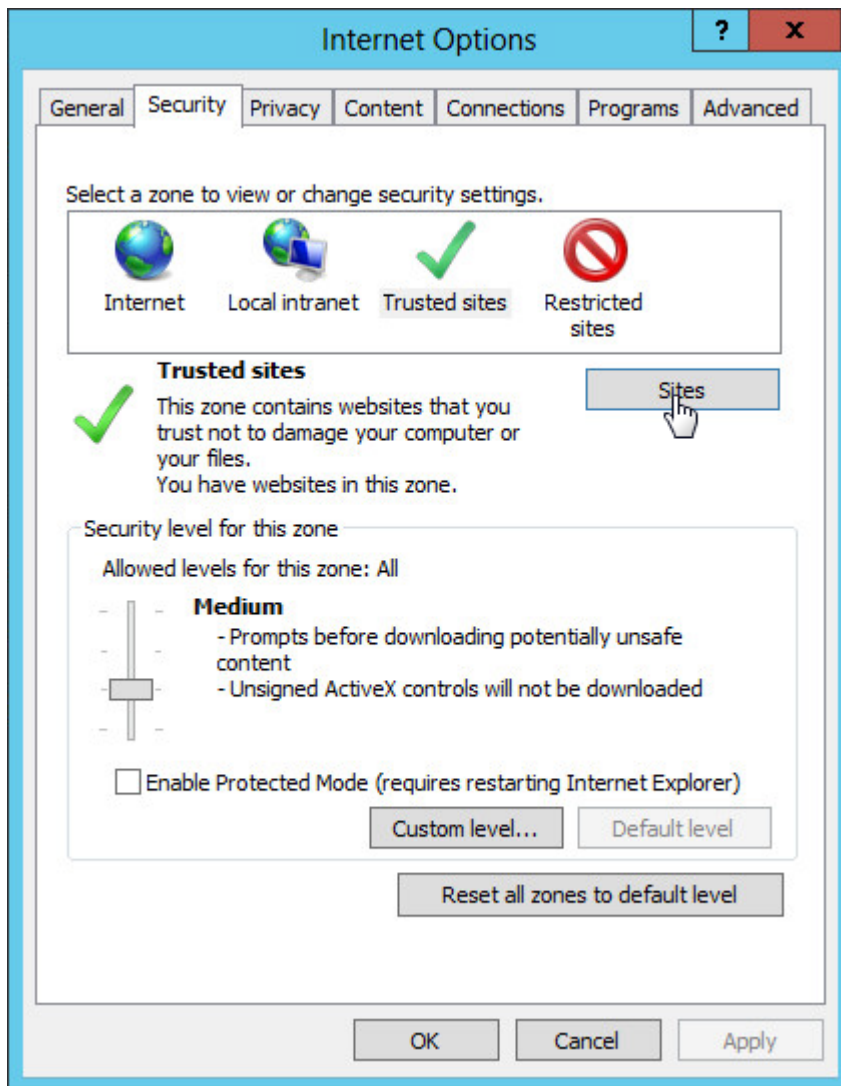 Internet Options
?
x
General
Security
Privacy
Content
Connections
Programs
Advanced
Select a zone to view or change security settings.
Internet
Local intranet
Trusted sites
Restricted
sites
Trusted sites
Sites
This zone contains websites that you
trust not to damage your computer or
your files.
You have websites in this zone.
Security level for this zone
Allowed levels for this zone: All
Medium
- Prompts before downloading potentially unsafe
content
- Unsigned ActiveX controls will not be downloaded
Enable Protected Mode (requires restarting Internet Explorer)
Custom level...
Default level
Reset all zones to default level
OK
Cancel
Apply